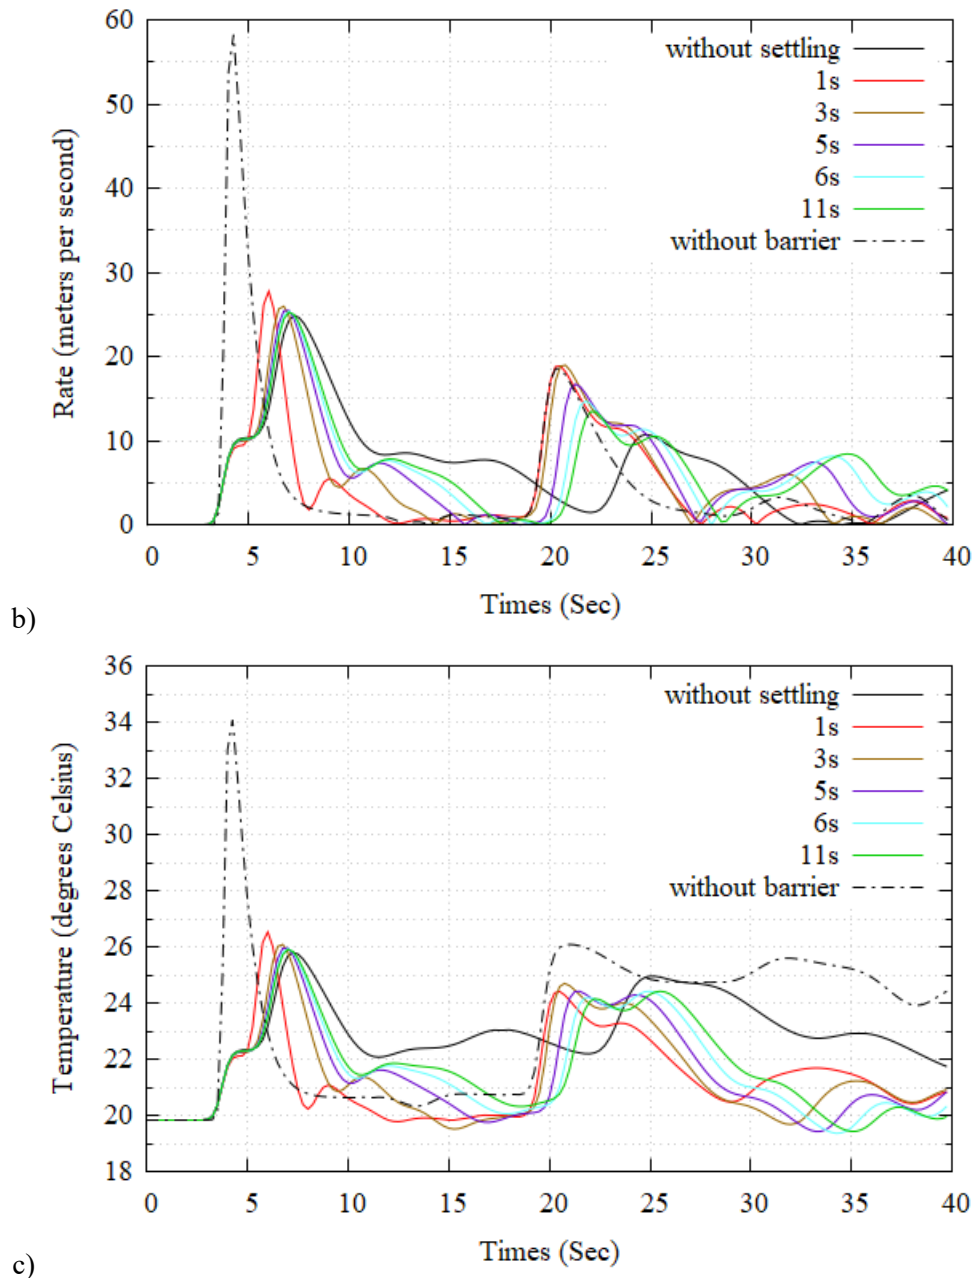 60
50
40
30
20
10
0
Rate (meters per second)
without settling
1s
3s
5s
6s
11s
without barrier
0 5 10 15 20 25 30 35 40
Times (Sec)
b)
36
34
32
30
28
26
24
22
20
18
Temperature (degrees Celsius)
without settling
1s
3s
5s
6s
11s
without barrier
0 5 10 15 20 25 30 35 40
Times (Sec)
c)